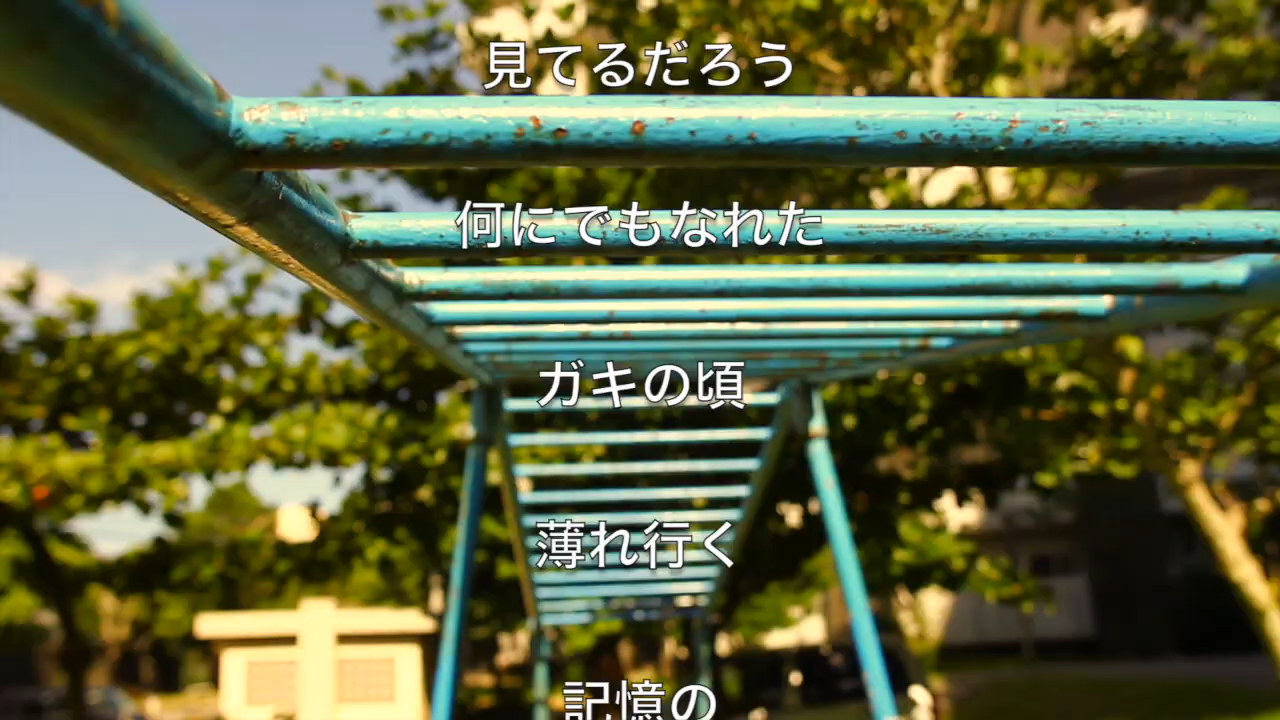 見てるだろう
何にでもなれた
ガキの頃
薄れ行く
記憶の